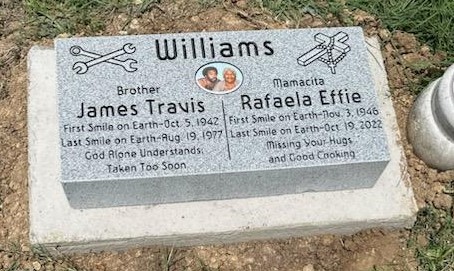 Williams
Brother
James Travis
First Smile on Earth-Oct. 5, 1942
Last Smile on Earth-Aug. 19, 1977
God Alone Understands,
Taken Too Soon
Mamacita
Rafaela Effie
First Smile on Earth-Nov. 3, 1946
Last Smile on Earth-Oct. 19, 2022
Missing Your Hugs
and Good Cooking